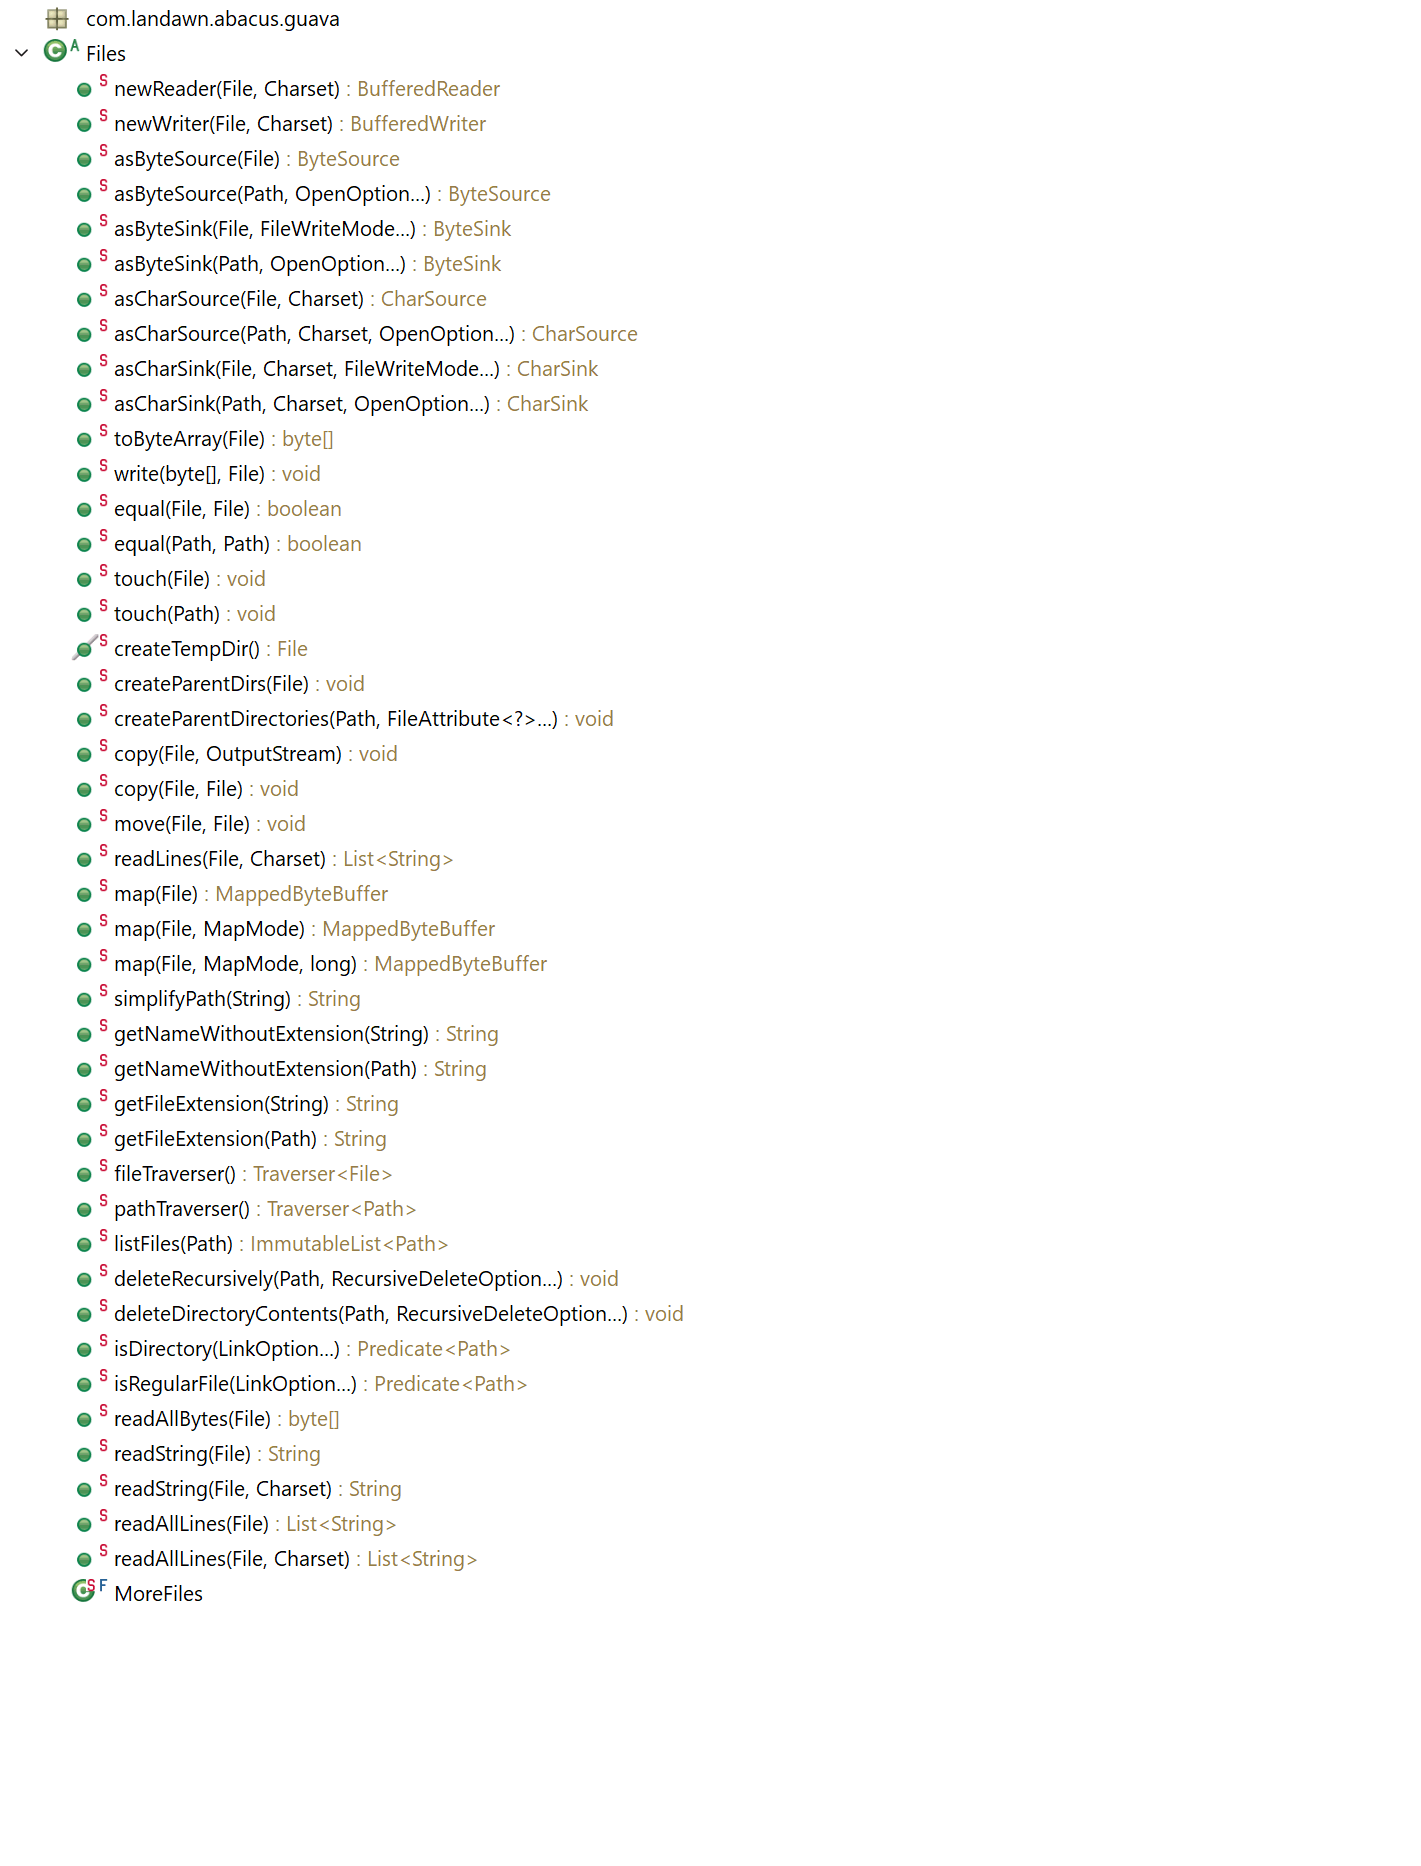 com.landawn.abacus.guava
A Files
S newReader(File, Charset) : BufferedReader
S newWriter(File, Charset) : BufferedWriter
S asByteSource(File) : ByteSource
S asByteSource(Path, OpenOption...) : ByteSource
S asByteSink(File, FileWriteMode...) : ByteSink
S asByteSink(Path, OpenOption...) : ByteSink
S asCharSource(File, Charset) : CharSource
S asCharSource(Path, Charset, OpenOption...) : CharSource
S asCharSink(File, Charset, FileWriteMode...) : CharSink
S asCharSink(Path, Charset, OpenOption...) : CharSink
S toByteArray(File) : byte[]
S write(byte[], File) : void
S equal(File, File) : boolean
S equal(Path, Path) : boolean
S touch(File) : void
S touch(Path) : void
S createTempDir() : File
S createParentDirs(File) : void
S createParentDirectories(Path, FileAttribute<?>...) : void
S copy(File, OutputStream) : void
S copy(File, File) : void
S move(File, File) : void
S readLines(File, Charset) : List<String>
S map(File) : MappedByteBuffer
S map(File, MapMode) : MappedByteBuffer
S map(File, MapMode, long) : MappedByteBuffer
S simplifyPath(String) : String
S getNameWithoutExtension(String) : String
S getNameWithoutExtension(Path) : String
S getFileExtension(String) : String
S getFileExtension(Path) : String
S fileTraverser() : Traverser<File>
S pathTraverser() : Traverser<Path>
S listFiles(Path) : ImmutableList<Path>
S deleteRecursively(Path, RecursiveDeleteOption...) : void
S deleteDirectoryContents(Path, RecursiveDeleteOption...) : void
S isDirectory(LinkOption...) : Predicate<Path>
S isRegularFile(LinkOption...) : Predicate<Path>
S readAllBytes(File) : byte[]
S readString(File) : String
S readString(File, Charset) : String
S readAllLines(File) : List<String>
S readAllLines(File, Charset) : List<String>
S F MoreFiles